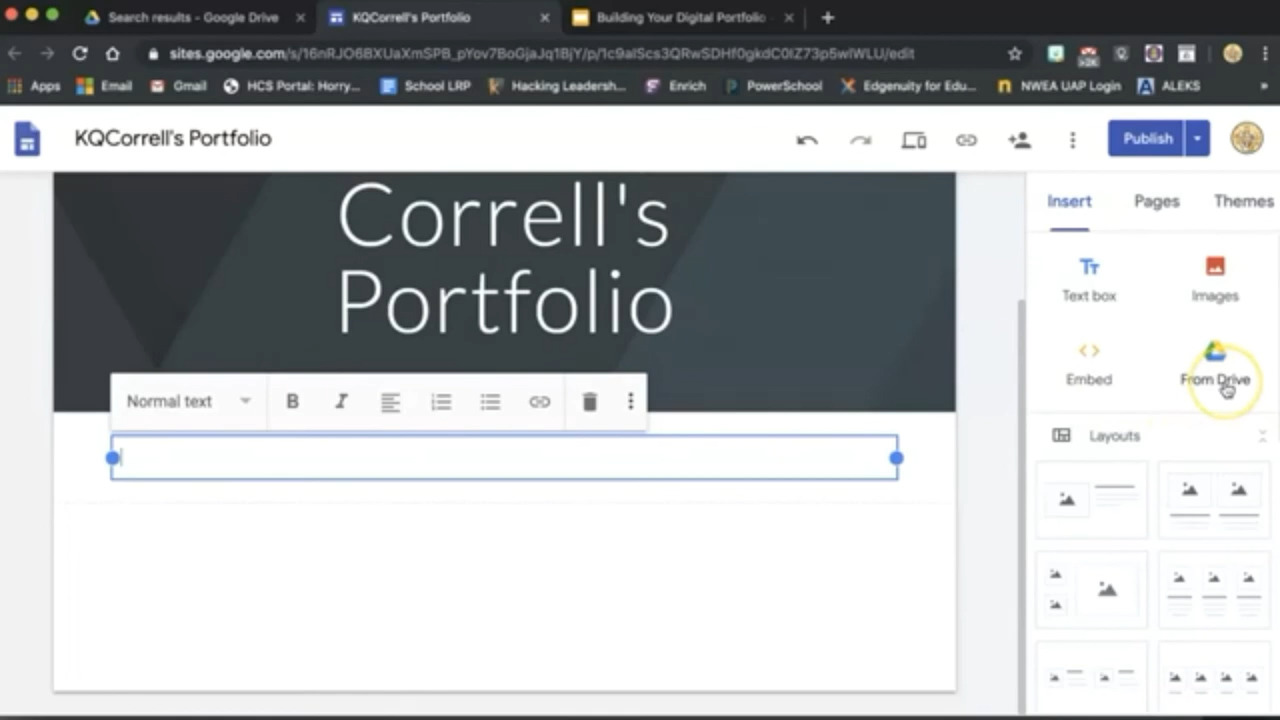 Search results - Google Drive
KQCorrell's Portfolio
Building Your Digital Portfolio
sites.google.com/s/16nRJO6BXUaXmSPB_pYov7BoGjaJq1BjY/p/1c9aIScs3QRwSDHf0gkdC0IZ73p5wIWLU/edit
Apps
Email
Gmail
HCS Portal: Horry...
School LRP
Hacking Leadersh...
Enrich
PowerSchool
Edgenuity for Edu...
NWEA UAP Login
ALEKS
»
KQCorrell's Portfolio
Publish
Correll's
Portfolio
Insert
Pages
Themes
Tt
Text box
Images
Embed
From Drive
Normal text
B
I
Layouts